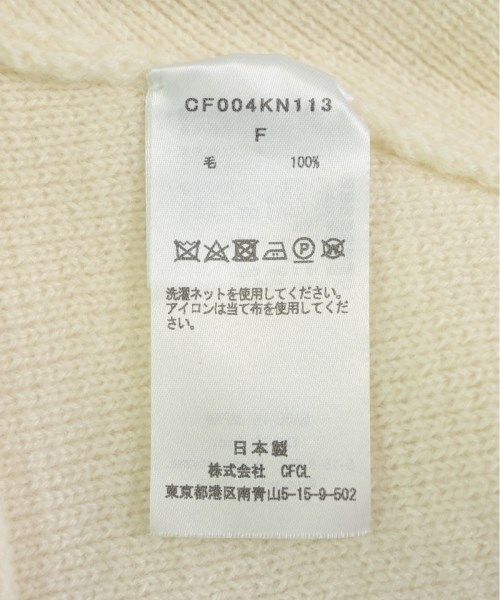 CF004KN113
F
毛 100%
洗濯ネットを使用してください。
アイロンは当て布を使用してくだ
さい。
日本製
株式会社 CFCL
東京都港区南青山5-15-9-502